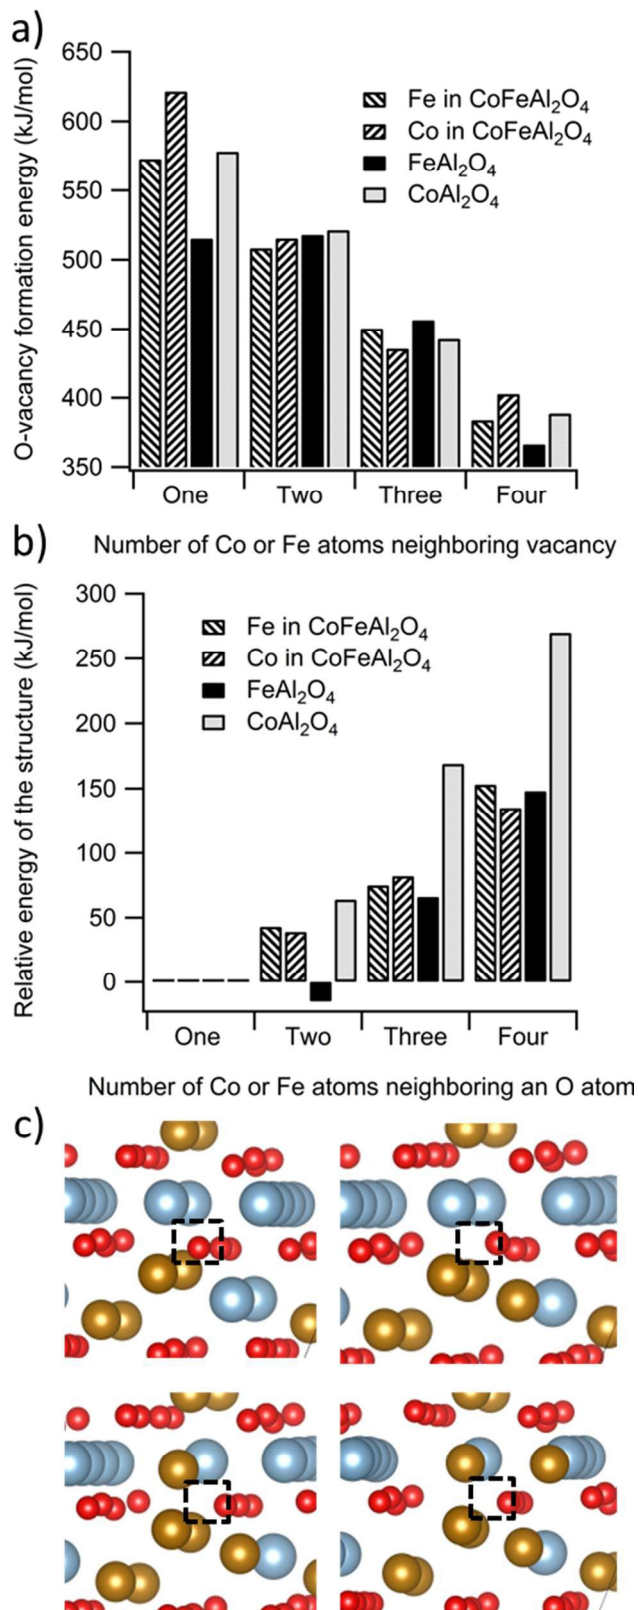 a)
O-vacancy formation energy (kJ/mol)
650
600
550
500
450
400
350
Fe in CoFeAl₂O₄
Co in CoFeAl₂O₄
FeAl₂O₄
CoAl₂O₄
One Two Three Four
Number of Co or Fe atoms neighboring vacancy
b)
Relative energy of the structure (kJ/mol)
300
250
200
150
100
50
0
Fe in CoFeAl₂O₄
Co in CoFeAl₂O₄
FeAl₂O₄
CoAl₂O₄
One Two Three Four
Number of Co or Fe atoms neighboring an O atom
c)